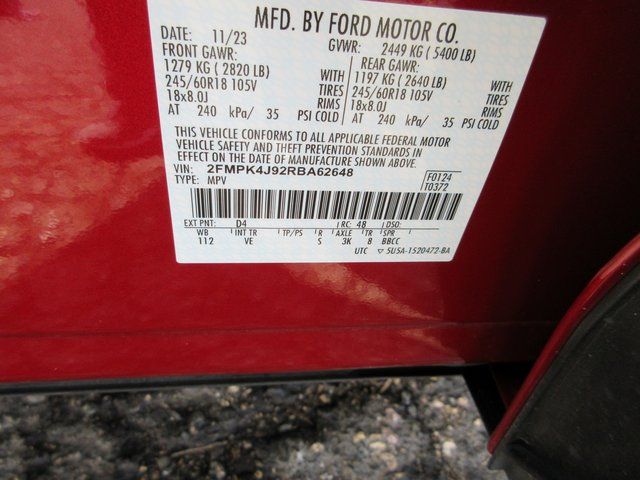 MFD. BY FORD MOTOR CO.
DATE: 11/23 GVWR: 2449 KG ( 5400 LB)
FRONT GAWR: REAR GAWR:
1279 KG ( 2820 LB) WITH 1197 KG ( 2640 LB) WITH
245/60R18 105V TIRES 245/60R18 105V TIRES
18x8.0J RIMS 18x8.0J RIMS
AT 240 kPa/ 35 PSI COLD AT 240 kPa/ 35 PSI COLD
THIS VEHICLE CONFORMS TO ALL APPLICABLE FEDERAL MOTOR
VEHICLE SAFETY AND THEFT PREVENTION STANDARDS IN
EFFECT ON THE DATE OF MANUFACTURE SHOWN ABOVE.
VIN: 2FMPK4J92RBA62648 F0124
TYPE: MPV T0372
EXT PNT: D4 RC: 48 DSO:
WB INT TR TP/PS R AXLE TR SPR
112 VE S 3K 8 BBCC
UTC ▽ 5U5A-1520472-BA